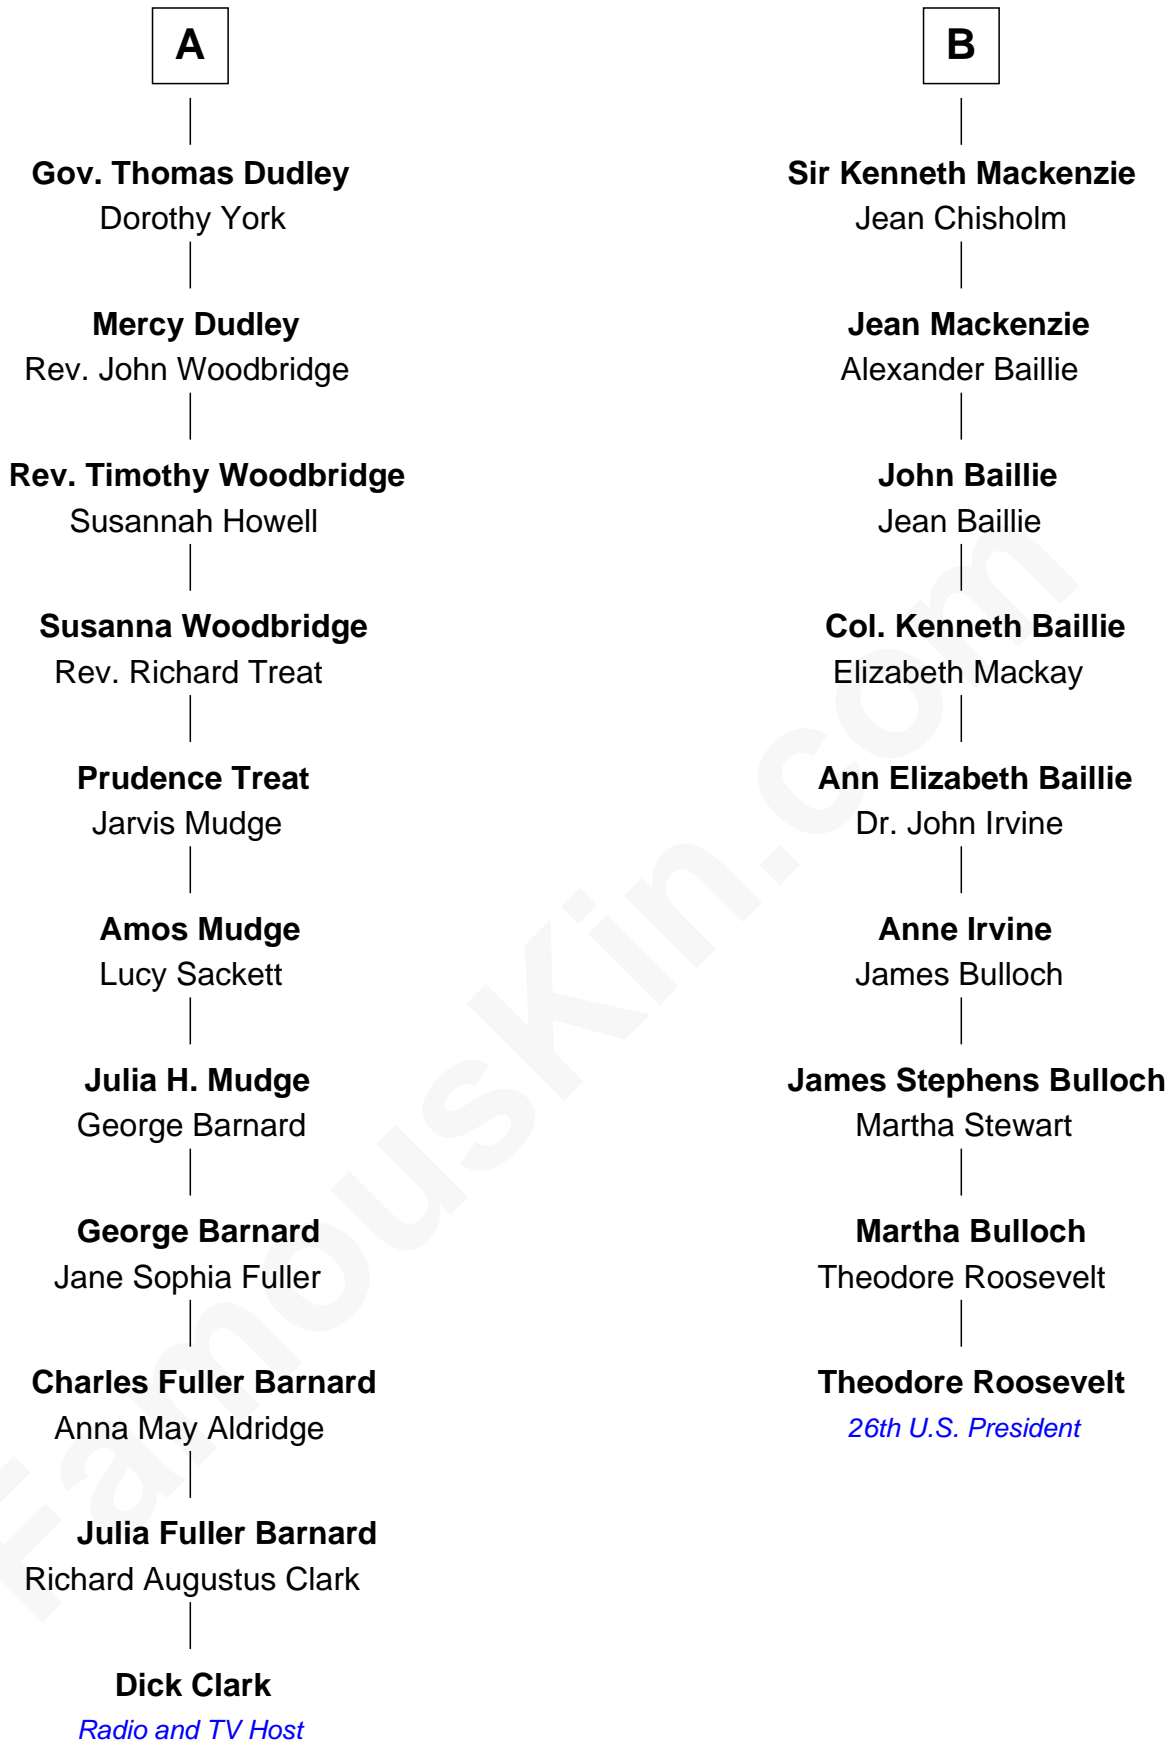 A
Gov. Thomas Dudley
Dorothy York
Mercy Dudley
Rev. John Woodbridge
Rev. Timothy Woodbridge
Susannah Howell
Susanna Woodbridge
Rev. Richard Treat
Prudence Treat
Jarvis Mudge
Amos Mudge
Lucy Sackett
Julia H. Mudge
George Barnard
George Barnard
Jane Sophia Fuller
Charles Fuller Barnard
Anna May Aldridge
Julia Fuller Barnard
Richard Augustus Clark
Dick Clark
Radio and TV Host
B
Sir Kenneth Mackenzie
Jean Chisholm
Jean Mackenzie
Alexander Baillie
John Baillie
Jean Baillie
Col. Kenneth Baillie
Elizabeth Mackay
Ann Elizabeth Baillie
Dr. John Irvine
Anne Irvine
James Bulloch
James Stephens Bulloch
Martha Stewart
Martha Bulloch
Theodore Roosevelt
Theodore Roosevelt
26th U.S. President
FamousKin.com